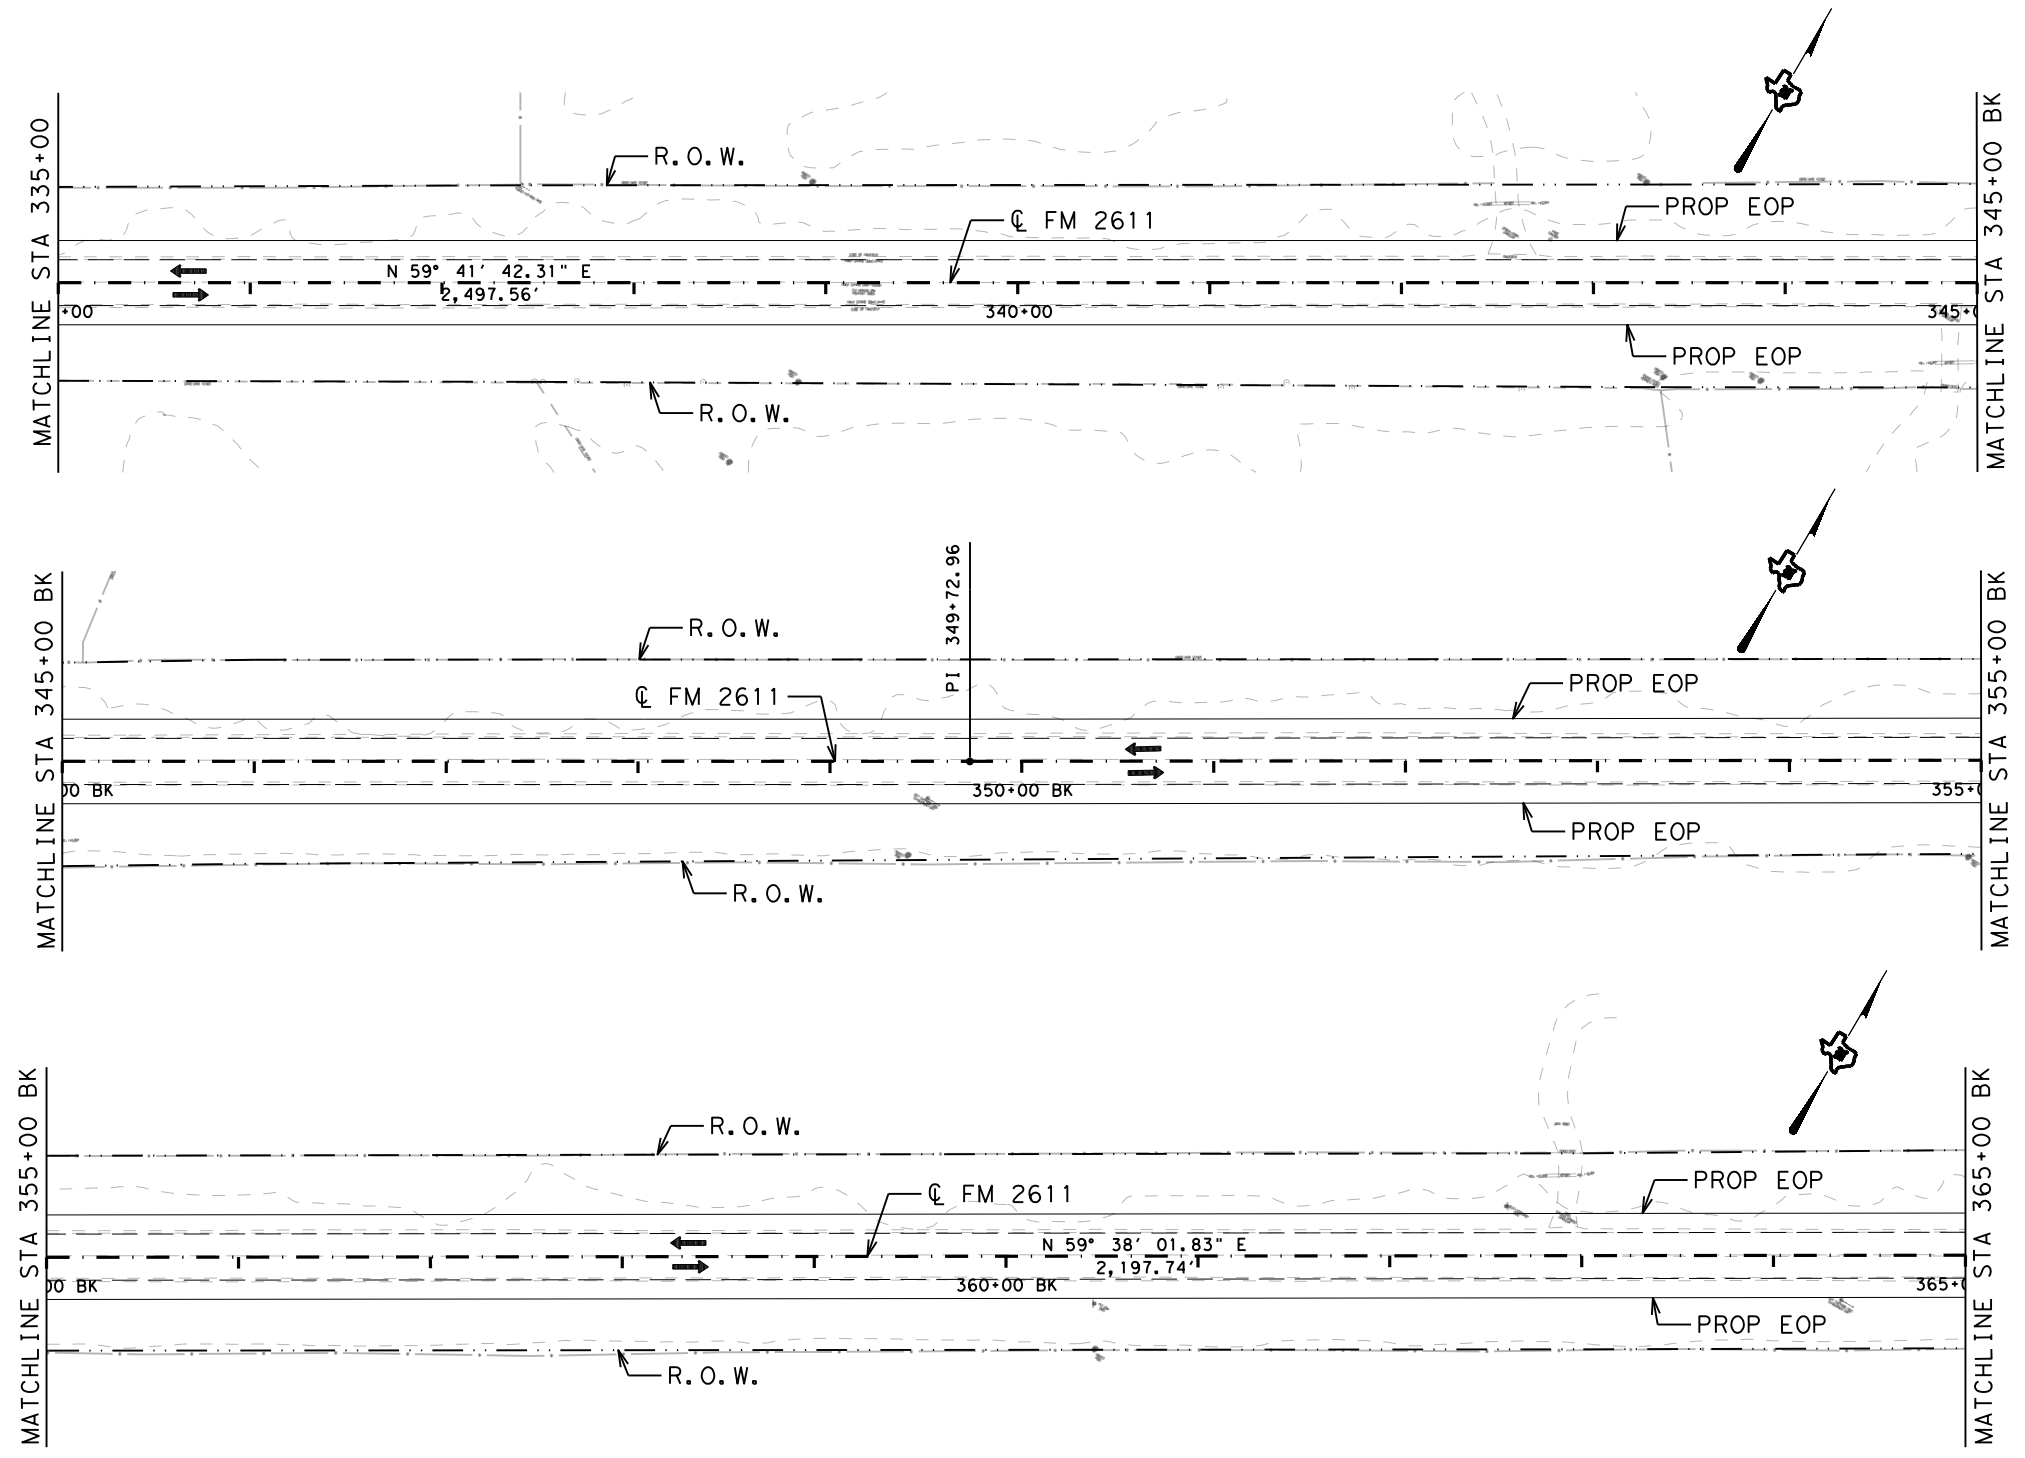 MATCHLINE STA 335+00
R.O.W.
℄ FM 2611
PROP EOP
N 59° 41' 42.31" E
2,497.56'
+00
340+00
345+0
PROP EOP
R.O.W.
MATCHLINE STA 345+00 BK
MATCHLINE STA 345+00 BK
R.O.W.
℄ FM 2611
PI 349+72.96
PROP EOP
00 BK
350+00 BK
355+0
PROP EOP
R.O.W.
MATCHLINE STA 355+00 BK
MATCHLINE STA 355+00 BK
R.O.W.
℄ FM 2611
PROP EOP
N 59° 38' 01.83" E
2,197.74'
00 BK
360+00 BK
365+0
PROP EOP
R.O.W.
MATCHLINE STA 365+00 BK